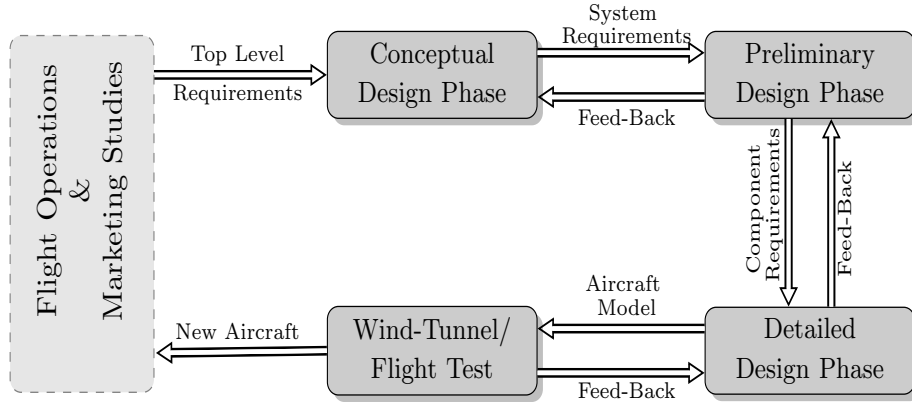 Flight Operations
&
Marketing Studies
Top Level
Requirements
Conceptual
Design Phase
System
Requirements
Feed-Back
Preliminary
Design Phase
Component
Requirements
Feed-Back
Detailed
Design Phase
Aircraft
Model
Feed-Back
Wind-Tunnel/
Flight Test
New Aircraft